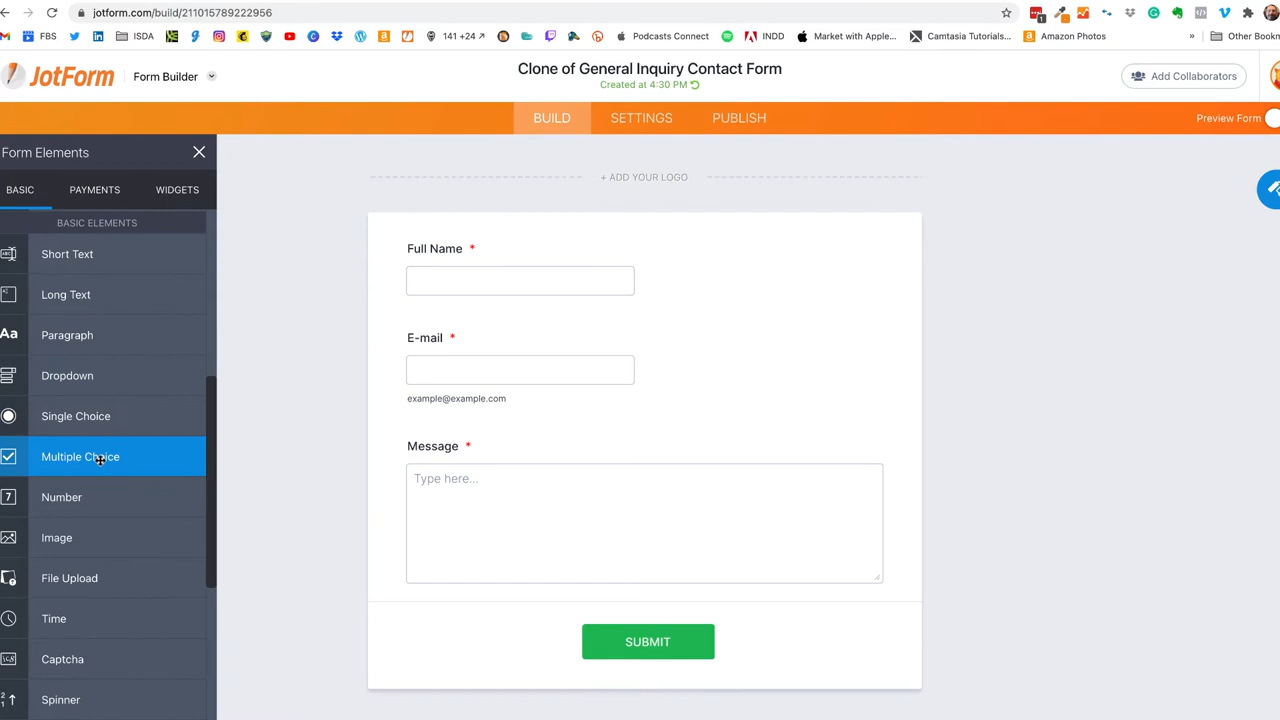 jotform.com/build/211015789222956
FBS
ISDA
141 +24
Podcasts Connect
INDD
Market with Apple...
Camtasia Tutorials...
Amazon Photos
»
Other Bookm
JotForm
Form Builder
Clone of General Inquiry Contact Form
Created at 4:30 PM
Add Collaborators
BUILD
SETTINGS
PUBLISH
Preview Form
Form Elements
BASIC
PAYMENTS
WIDGETS
+ ADD YOUR LOGO
BASIC ELEMENTS
Short Text
Long Text
Aa Paragraph
Dropdown
Single Choice
Multiple Choice
7 Number
Image
File Upload
Time
Captcha
Spinner
Full Name *
E-mail *
example@example.com
Message *
Type here...
SUBMIT